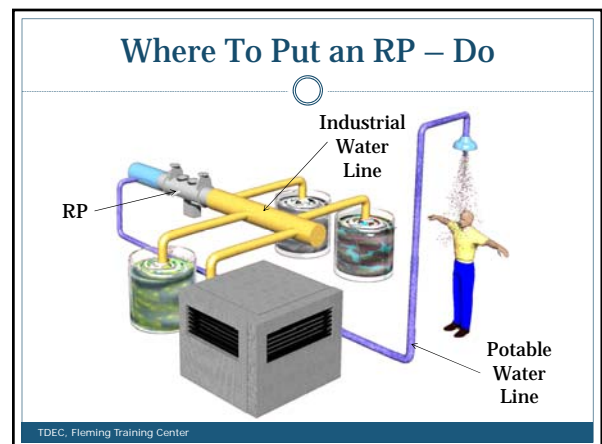 Where To Put an RP – Do
Industrial
Water
Line
RP
Potable
Water
Line
TDEC, Fleming Training Center